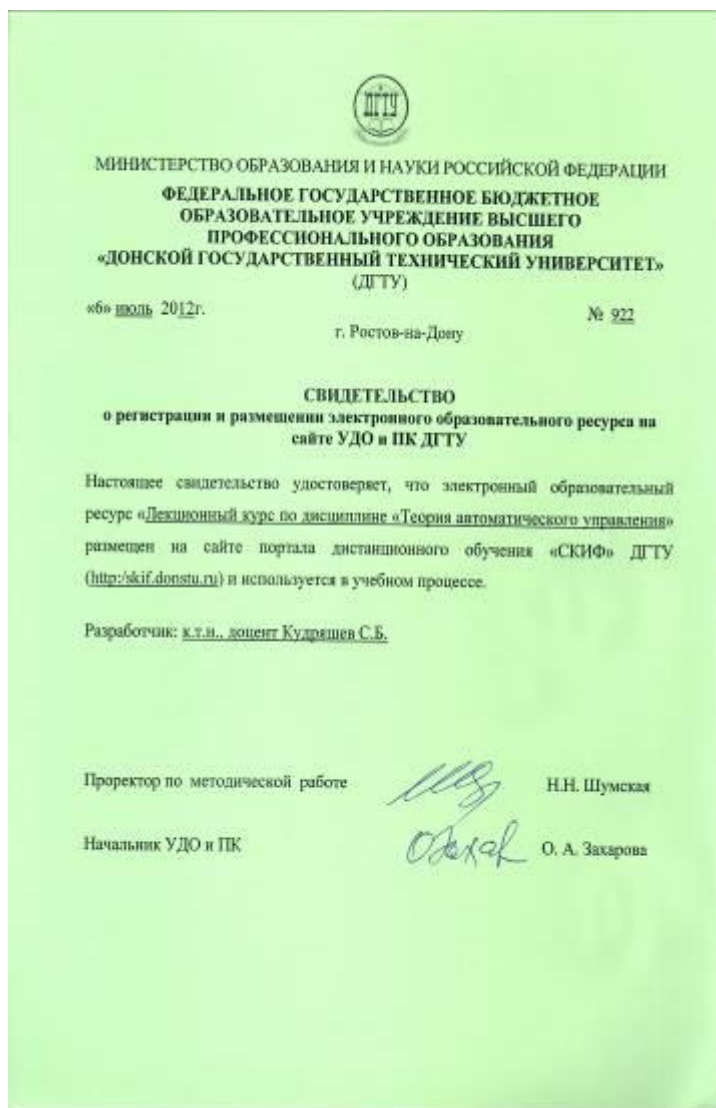 ДГТУ
МИНИСТЕРСТВО ОБРАЗОВАНИЯ И НАУКИ РОССИЙСКОЙ ФЕДЕРАЦИИ
ФЕДЕРАЛЬНОЕ ГОСУДАРСТВЕННОЕ БЮДЖЕТНОЕ
ОБРАЗОВАТЕЛЬНОЕ УЧРЕЖДЕНИЕ ВЫСШЕГО
ПРОФЕССИОНАЛЬНОГО ОБРАЗОВАНИЯ
«ДОНСКОЙ ГОСУДАРСТВЕННЫЙ ТЕХНИЧЕСКИЙ УНИВЕРСИТЕТ»
(ДГТУ)
«6» июль 2012г. № 922
г. Ростов-на-Дону
СВИДЕТЕЛЬСТВО
о регистрации и размещении электронного образовательного ресурса на
сайте УДО и ПК ДГТУ
Настоящее свидетельство удостоверяет, что электронный образовательный
ресурс «Лекционный курс по дисциплине «Теория автоматического управления»
размещен на сайте портала дистанционного обучения «СКИФ» ДГТУ
(http:/skif.donstu.ru) и используется в учебном процессе.
Разработчик: к.т.н., доцент Кудряшев С.Б.
Проректор по методической работе Н.Н. Шумская
Начальник УДО и ПК О. А. Захарова